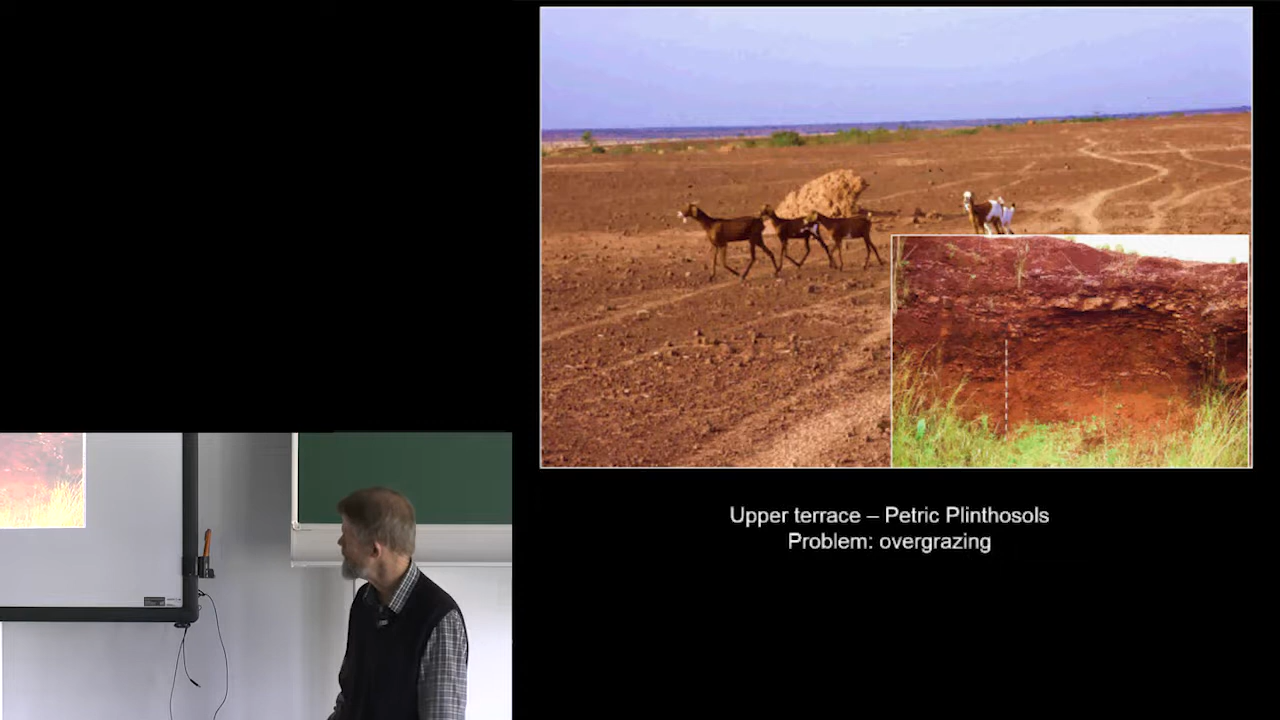 Upper terrace – Petric Plinthosols
Problem: overgrazing